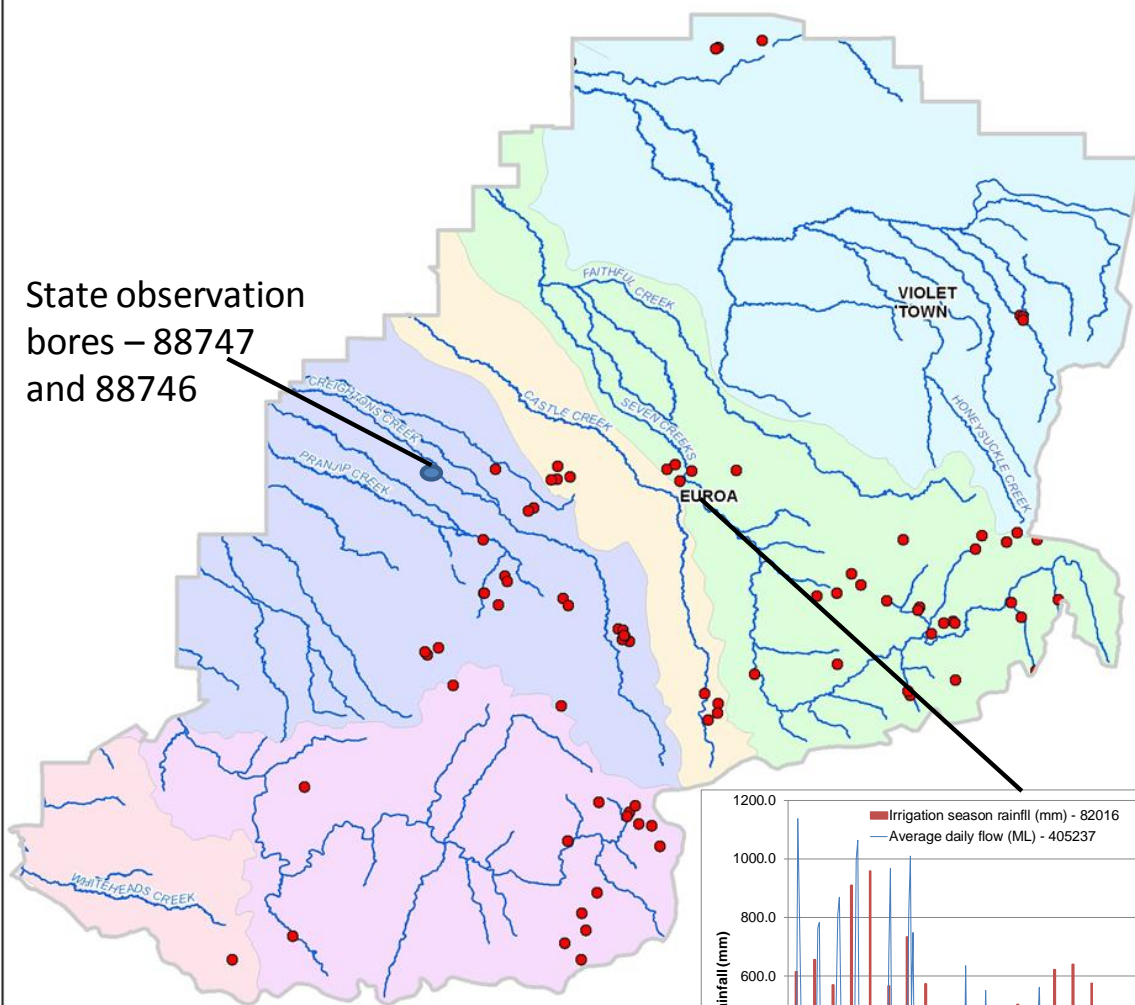 State observation
bores – 88747
and 88746
FAITHFUL CREEK
VIOLET
TOWN
CREIGHTONS CREEK
CASTLE CREEK
SEVEN CREEKS
HONEYSUCKLE CREEK
PRANJIP CREEK
EUROA
WHITEHEADS CREEK
1200.0
Irrigation season rainfll (mm) - 82016
Average daily flow (ML) - 405237
1000.0
800.0
600.0
(mm)